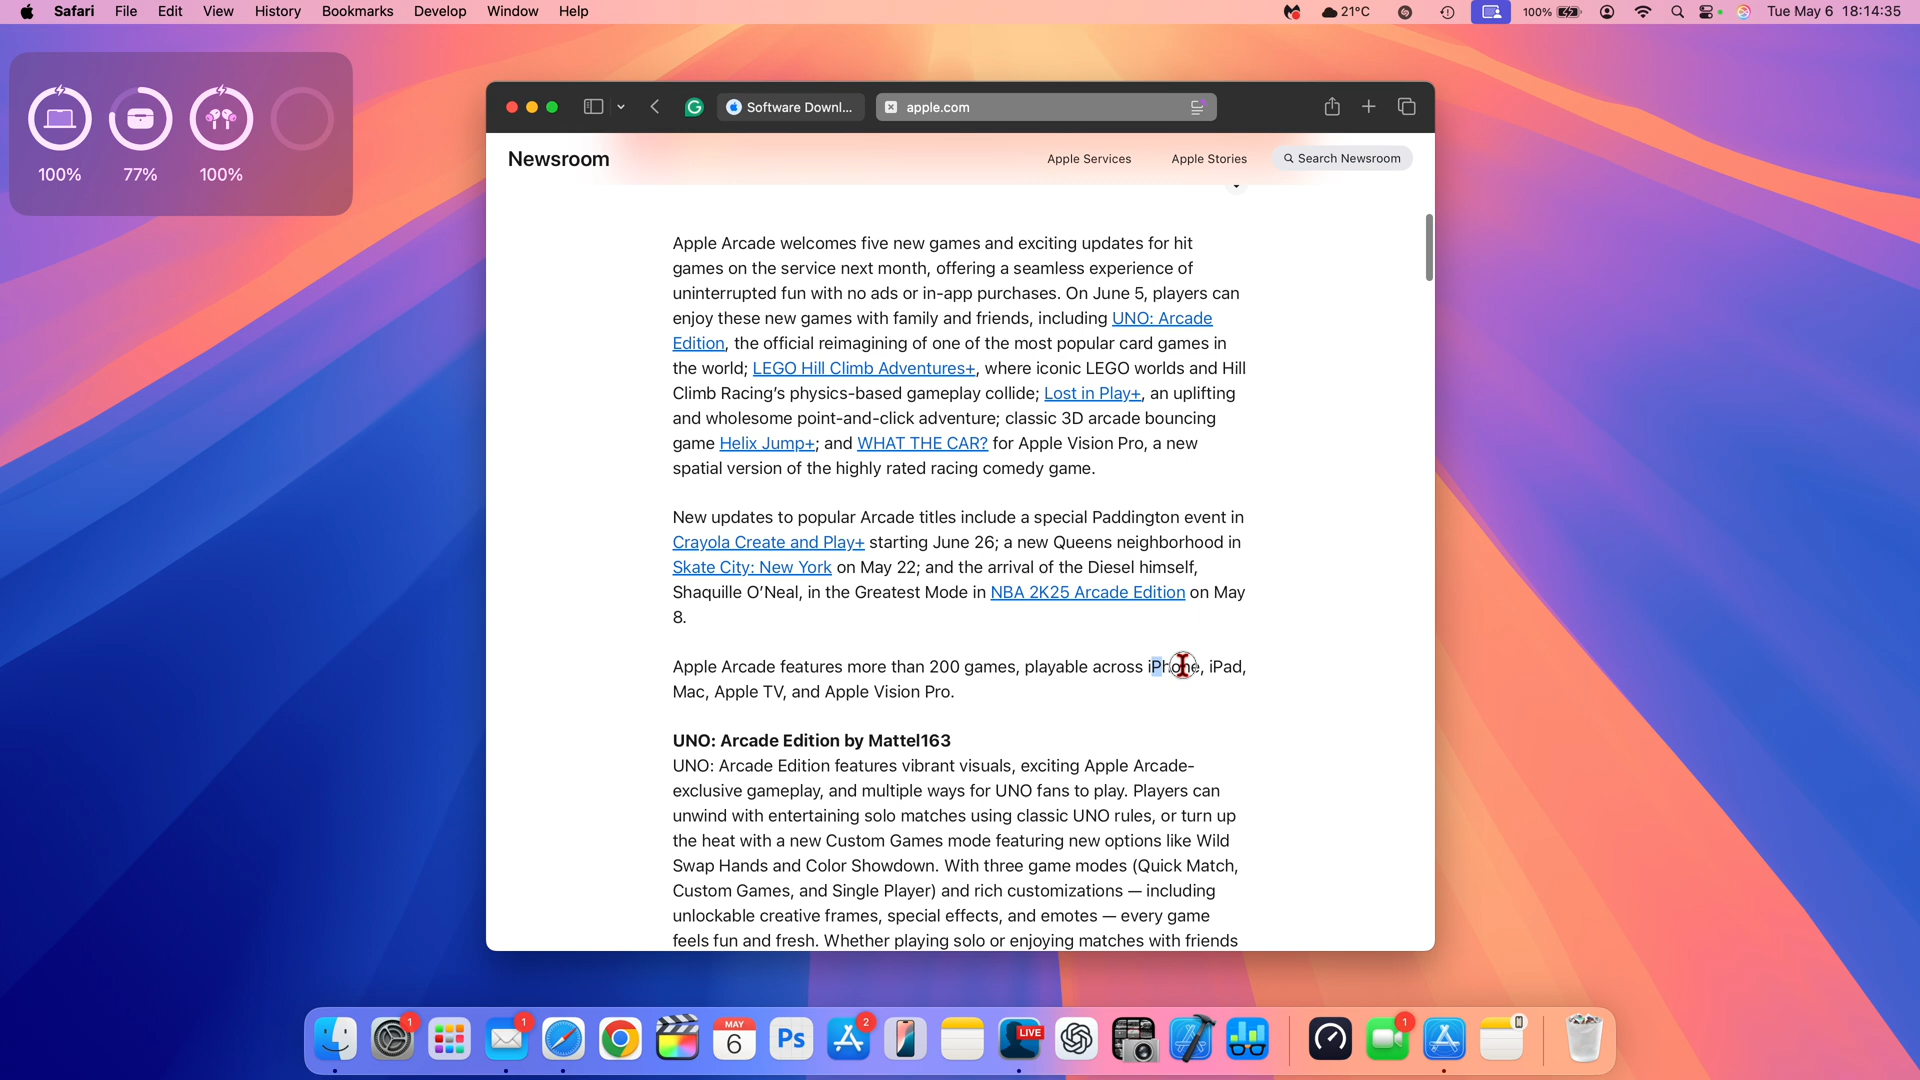 Safari File Edit View History Bookmarks Develop Window Help
21°C 100% Tue May 6 18:14:35
100% 77% 100%
Software Downl... apple.com
Newsroom
Apple Services Apple Stories Search Newsroom
Apple Arcade welcomes five new games and exciting updates for hit
games on the service next month, offering a seamless experience of
uninterrupted fun with no ads or in-app purchases. On June 5, players can
enjoy these new games with family and friends, including UNO: Arcade
Edition, the official reimagining of one of the most popular card games in
the world; LEGO Hill Climb Adventures+, where iconic LEGO worlds and Hill
Climb Racing’s physics-based gameplay collide; Lost in Play+, an uplifting
and wholesome point-and-click adventure; classic 3D arcade bouncing
game Helix Jump+; and WHAT THE CAR? for Apple Vision Pro, a new
spatial version of the highly rated racing comedy game.
New updates to popular Arcade titles include a special Paddington event in
Crayola Create and Play+ starting June 26; a new Queens neighborhood in
Skate City: New York on May 22; and the arrival of the Diesel himself,
Shaquille O’Neal, in the Greatest Mode in NBA 2K25 Arcade Edition on May
8.
Apple Arcade features more than 200 games, playable across iPhone, iPad,
Mac, Apple TV, and Apple Vision Pro.
UNO: Arcade Edition by Mattel163
UNO: Arcade Edition features vibrant visuals, exciting Apple Arcade-
exclusive gameplay, and multiple ways for UNO fans to play. Players can
unwind with entertaining solo matches using classic UNO rules, or turn up
the heat with a new Custom Games mode featuring new options like Wild
Swap Hands and Color Showdown. With three game modes (Quick Match,
Custom Games, and Single Player) and rich customizations — including
unlockable creative frames, special effects, and emotes — every game
feels fun and fresh. Whether playing solo or enjoying matches with friends
1 1 MAY 6 Ps 2 LIVE 1